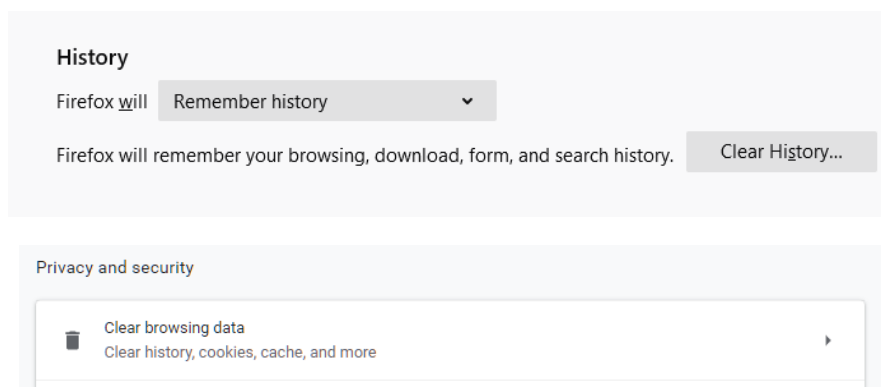 History
Firefox will Remember history
Firefox will remember your browsing, download, form, and search history. Clear History...
Privacy and security
Clear browsing data
Clear history, cookies, cache, and more